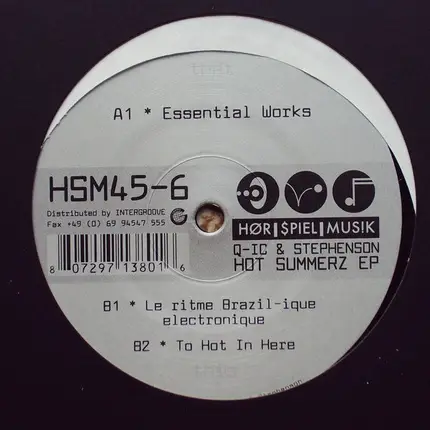 A1 * Essential Works
HSM45-6
Distributed by INTERGROOVE
Fax +49 (0) 69 94547 555
8 07297 13801 6
HØR|$PIEL|MUSIK
Q-IC & STEPHENSON
HOT SUMMERZ EP
B1 * Le ritme Brazil-ique
electronique
B2 * To Hot In Here